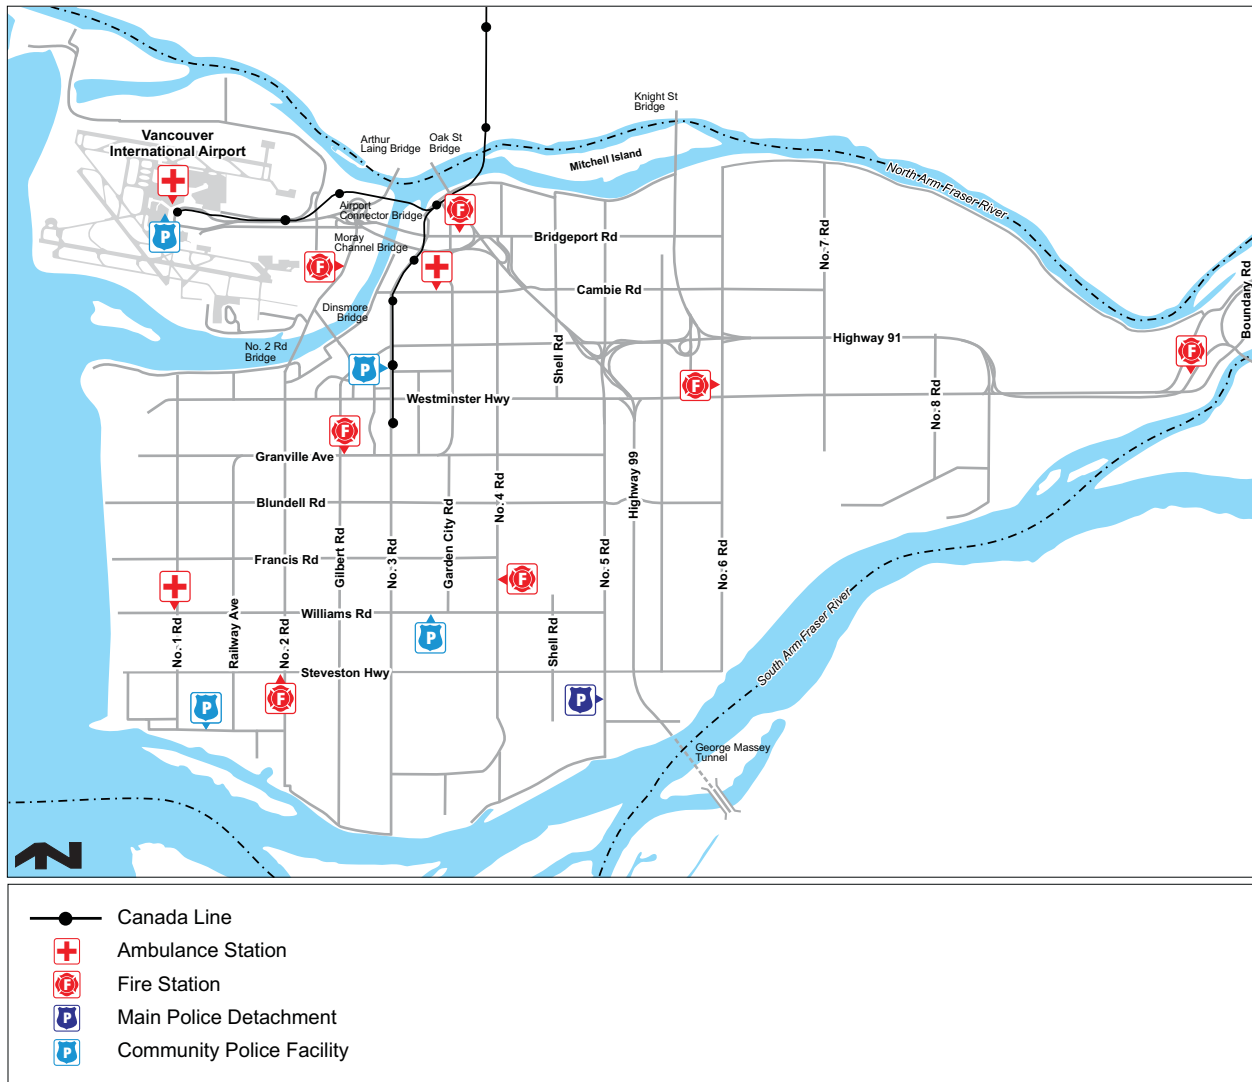 Knight St
Bridge
Vancouver
International Airport
Arthur
Laing Bridge
Oak St
Bridge
Mitchell Island
North Arm Fraser River
Airport
Connector Bridge
Moray
Channel Bridge
Bridgeport Rd
No. 7 Rd
Boundary Rd
Cambie Rd
Dinsmore
Bridge
No. 2 Rd
Bridge
Shell Rd
Highway 91
Westminster Hwy
No. 8 Rd
Granville Ave
Highway 99
Blundell Rd
No. 4 Rd
Garden City Rd
Francis Rd
Gilbert Rd
No. 3 Rd
No. 5 Rd
No. 6 Rd
Williams Rd
No. 1 Rd
Railway Ave
No. 2 Rd
Shell Rd
South Arm Fraser River
Steveston Hwy
George Massey
Tunnel
F
F
F
F
F
F
F
P
P
P
P
P
N
Canada Line
Ambulance Station
F
Fire Station
P
Main Police Detachment
P
Community Police Facility